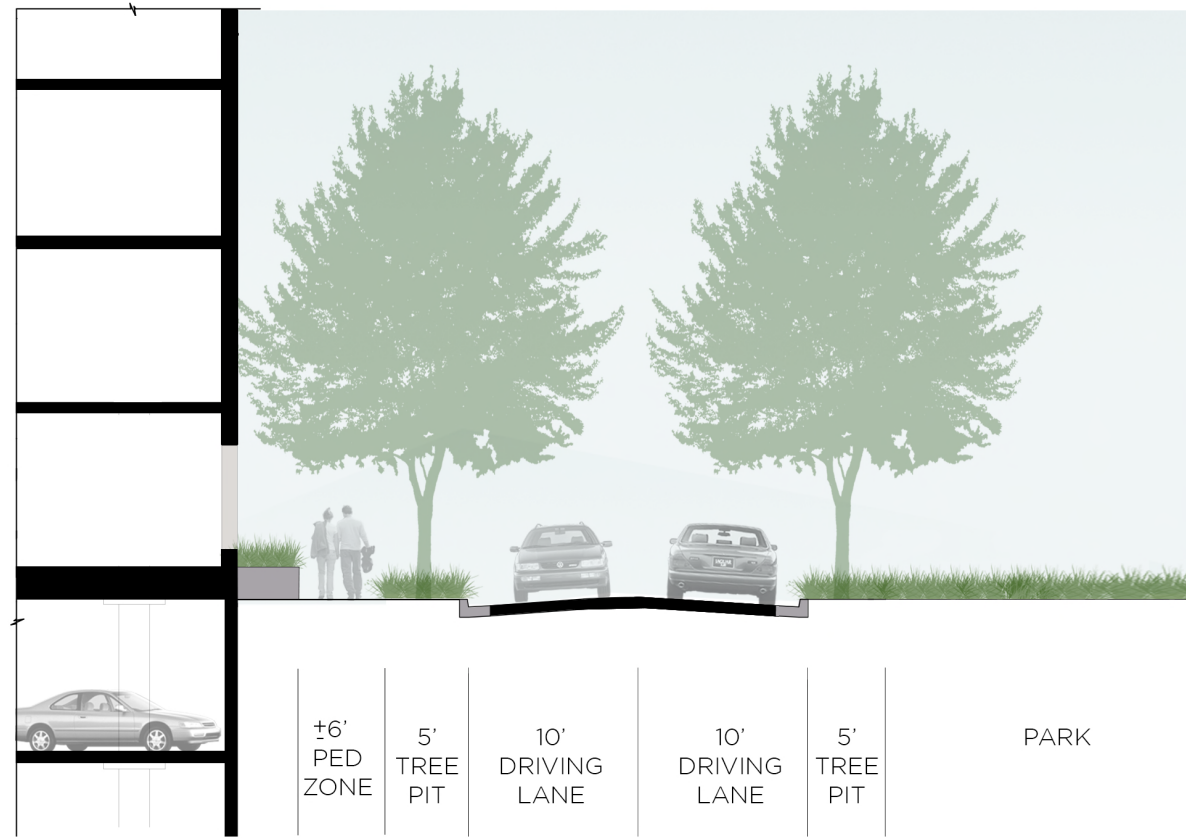 ±6’
PED
ZONE
5’
TREE
PIT
10’
DRIVING
LANE
10’
DRIVING
LANE
5’
TREE
PIT
PARK